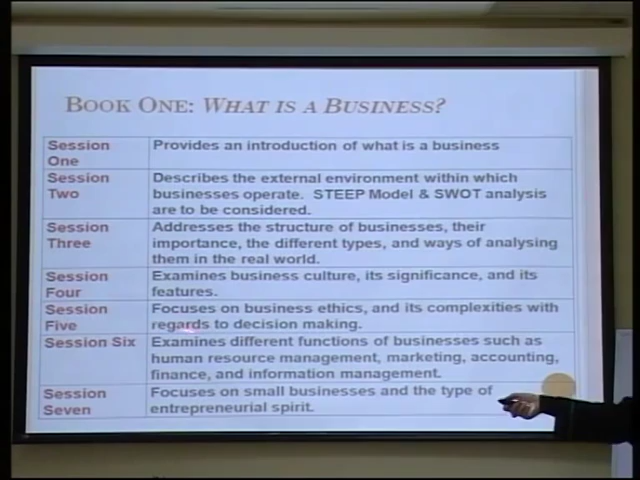 BOOK ONE: WHAT IS A BUSINESS?
Session One
Provides an introduction of what is a business
Session Two
Describes the external environment within which
businesses operate. STEEP Model & SWOT analysis
are to be considered.
Session Three
Addresses the structure of businesses, their
importance, the different types, and ways of analysing
them in the real world.
Session Four
Examines business culture, its significance, and its
features.
Session Five
Focuses on business ethics, and its complexities with
regards to decision making.
Session Six
Examines different functions of businesses such as
human resource management, marketing, accounting,
finance, and information management.
Session Seven
Focuses on small businesses and the type of
entrepreneurial spirit.